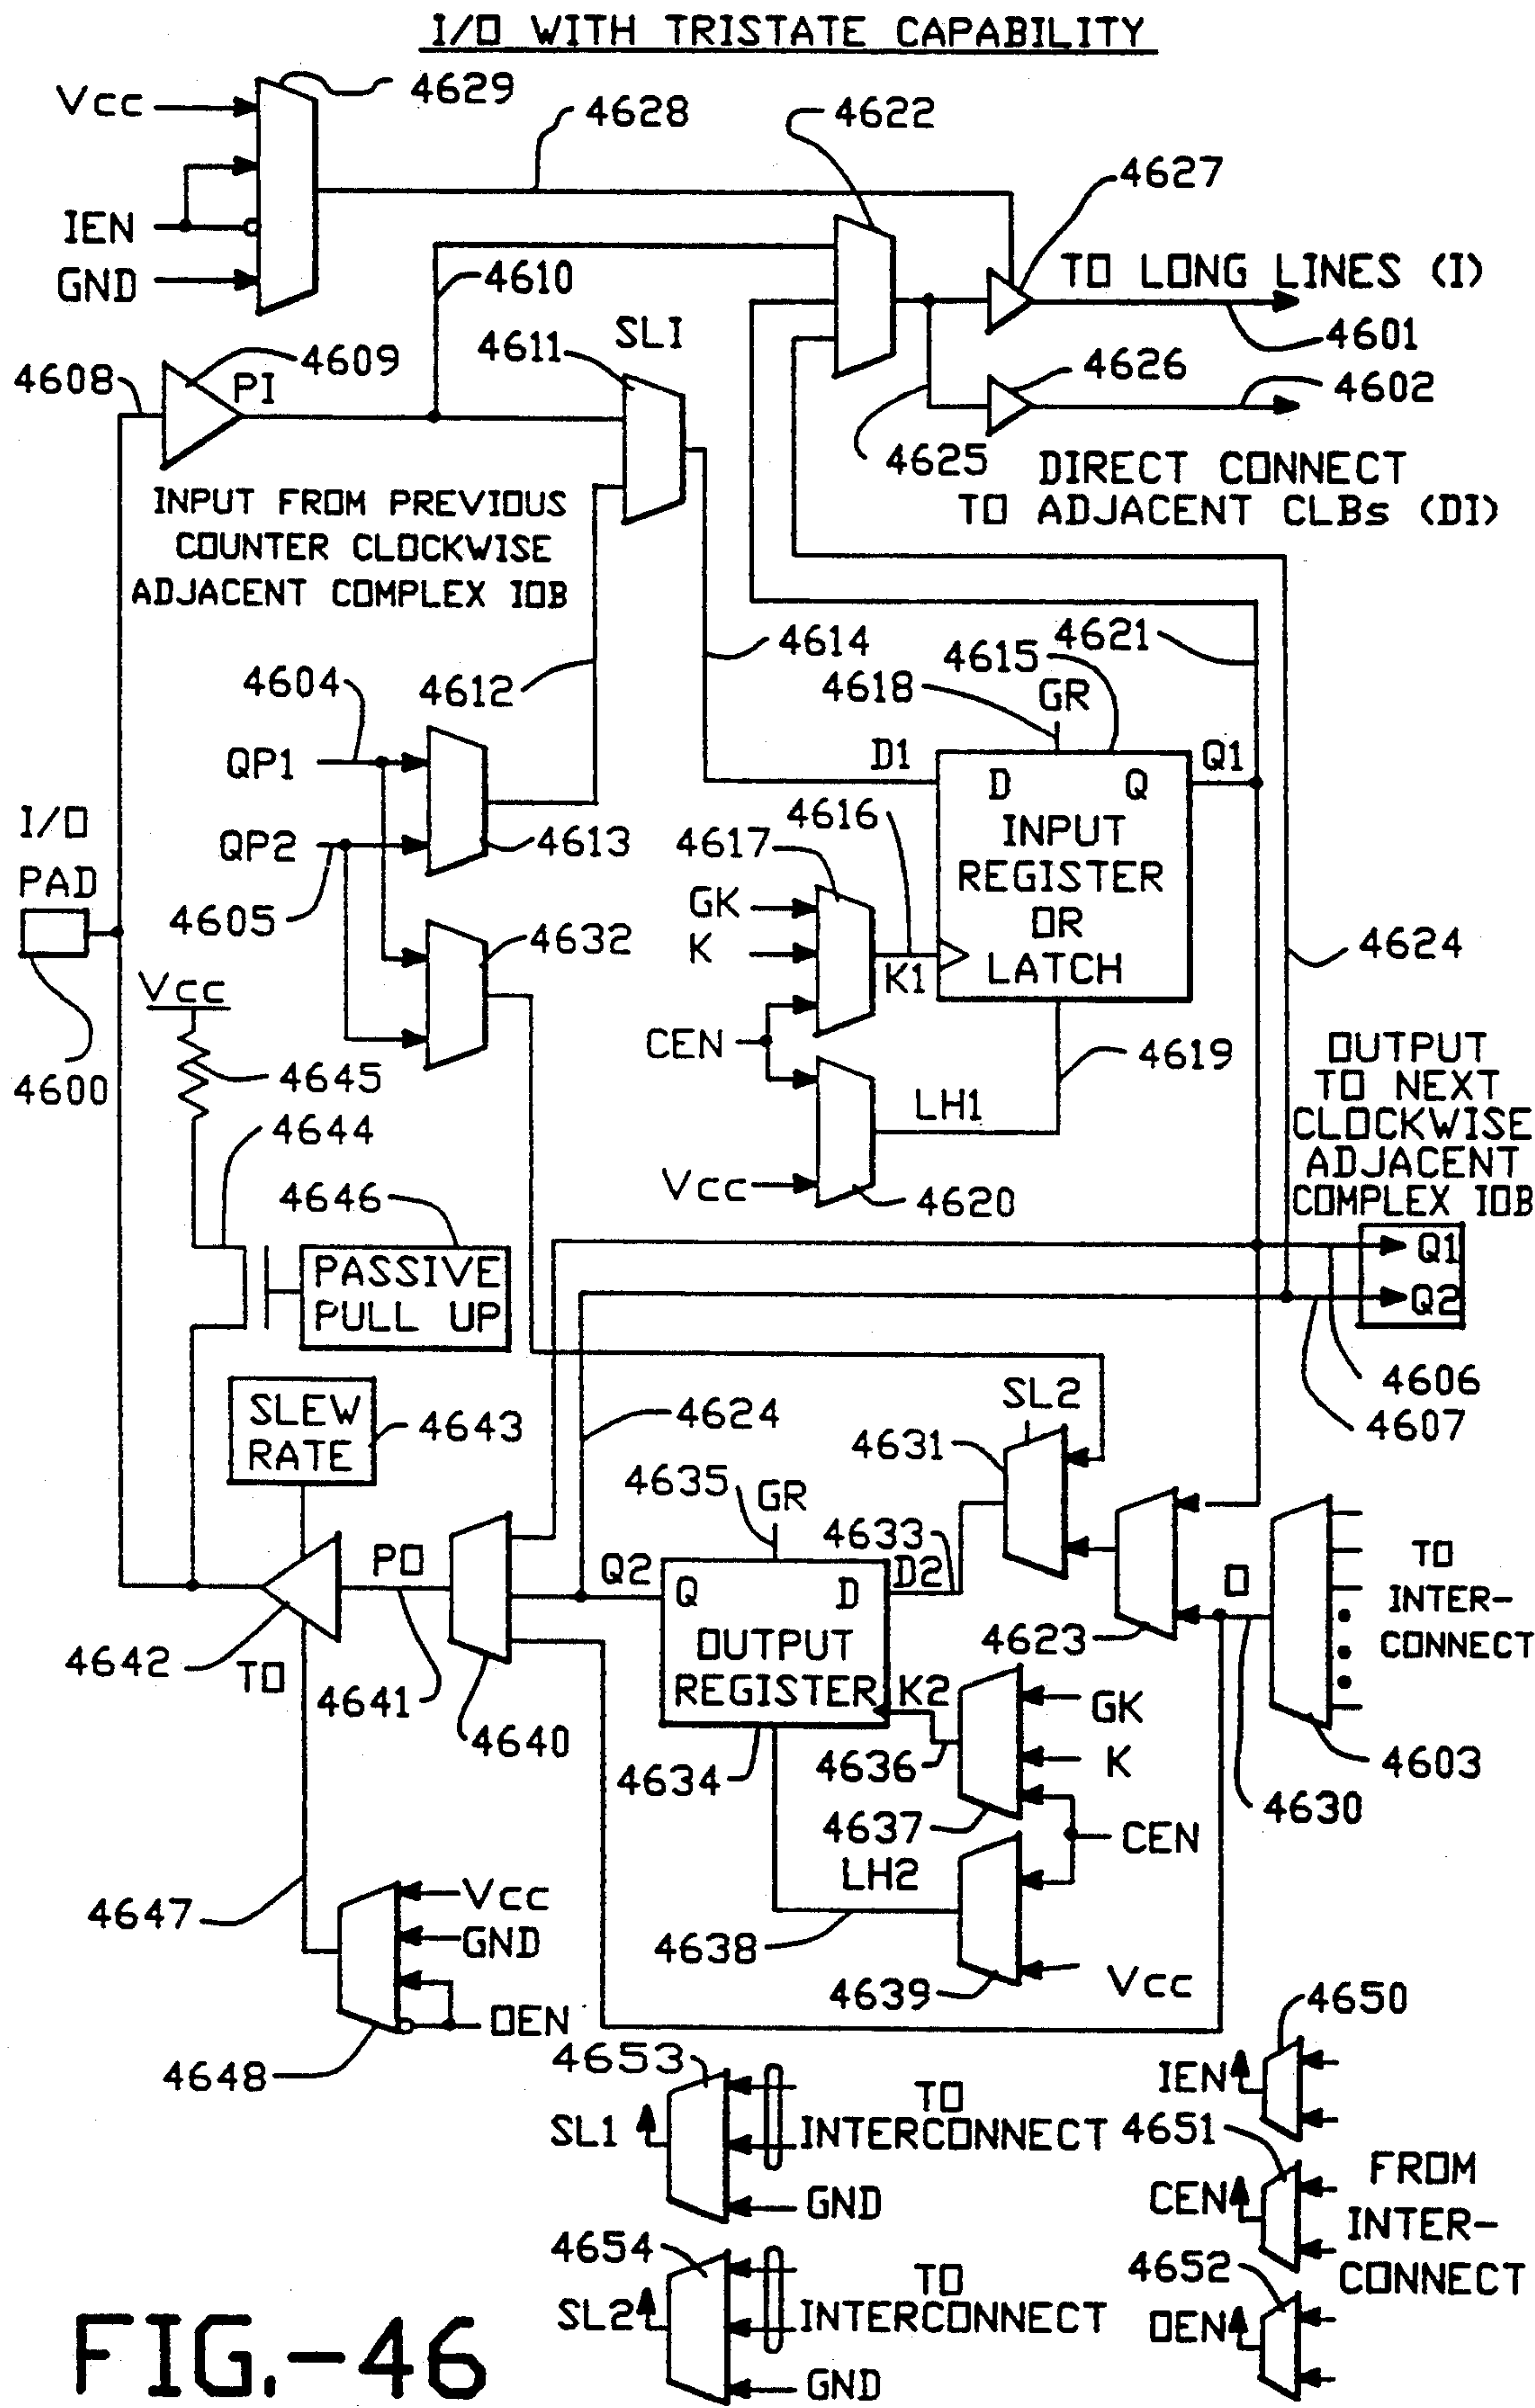 I/O WITH TRISTATE CAPABILITY
4629
Vcc
4628
4622
4627
IEN
GND
4610
TO LONG LINES (I)
SLI
4611
4601
4609
4608
PI
4626
4602
4625
DIRECT CONNECT
TO ADJACENT CLBs (DI)
INPUT FROM PREVIOUS
COUNTER CLOCKWISE
ADJACENT COMPLEX IOB
4614
4621
4604
4612
4615
4618
GR
QP1
D1
D Q
Q1
I/O
PAD
QP2
4613
4616
4617
INPUT
REGISTER
OR
LATCH
GK
K
K1
4605
4632
4624
Vcc
CEN
4600
4645
4619
OUTPUT
TO NEXT
CLOCKWISE
ADJACENT
COMPLEX IOB
LH1
4644
4646
Vcc
4620
PASSIVE
PULL UP
Q1
Q2
SLEW
RATE
4643
4624
SL2
4606
4607
4631
4635
GR
4633
PO
Q2
Q D
D2
O
TO
INTER-
CONNECT
4642
TO
4641
OUTPUT
REGISTER
4623
K2
GK
4640
4634
4636
K
4603
4630
4637
CEN
LH2
4647
Vcc
GND
4638
4639
Vcc
OEN
4648
4650
4653
IEN
SL1
TO
INTERCONNECT
4651
GND
CEN
FROM
INTER-
CONNECT
4654
4652
SL2
TO
INTERCONNECT
OEN
GND
FIG.-46